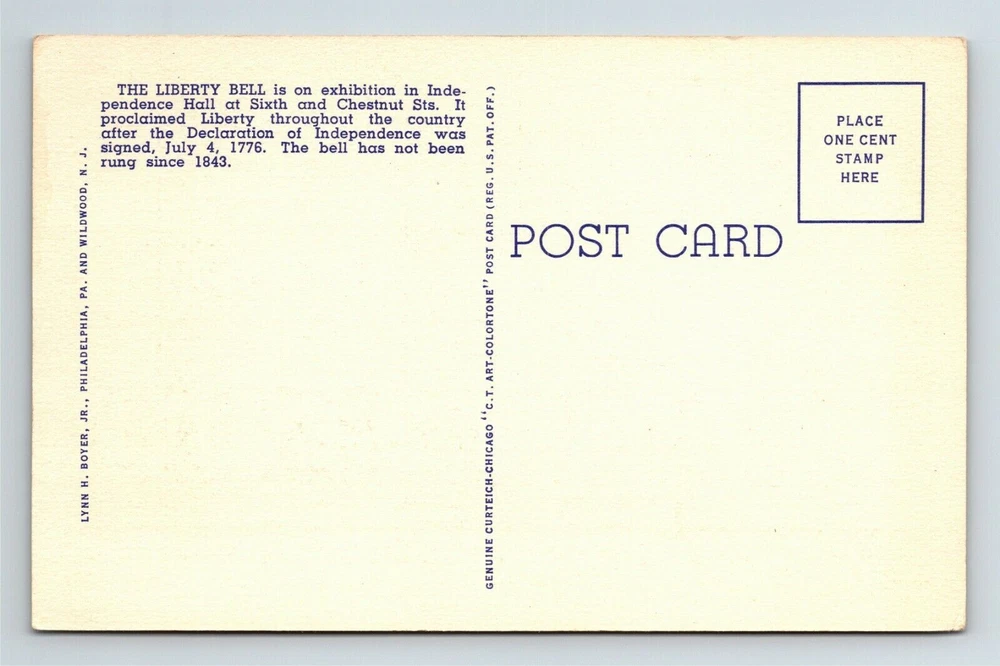 THE LIBERTY BELL is on exhibition in Inde-
pendence Hall at Sixth and Chestnut Sts. It
proclaimed Liberty throughout the country
after the Declaration of Independence was
signed, July 4, 1776. The bell has not been
rung since 1843.
LYNN H. BOYER, JR., PHILADELPHIA, PA. AND WILDWOOD, N. J.
GENUINE CURTEICH-CHICAGO "C.T. ART-COLORTONE" POST CARD (REG. U.S. PAT. OFF.)
POST CARD
PLACE
ONE CENT
STAMP
HERE